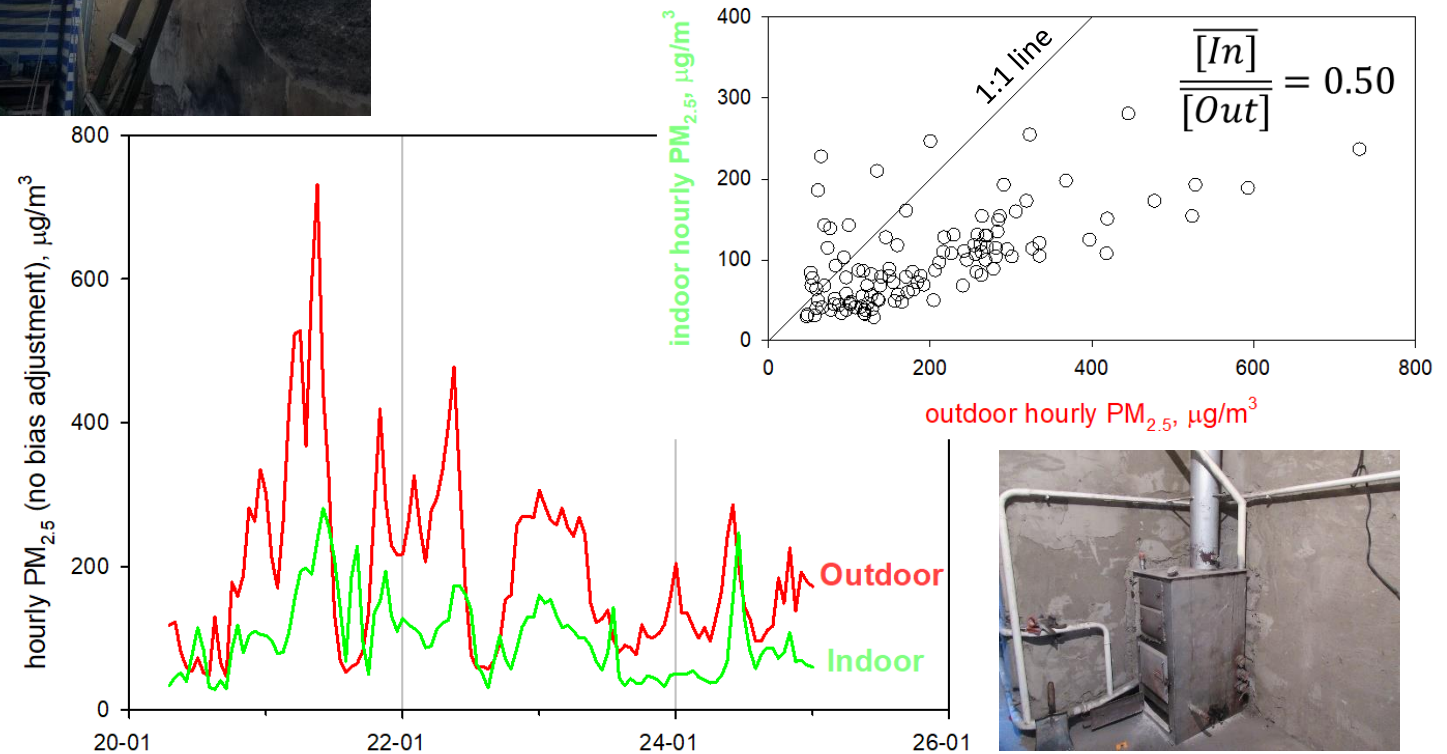 hourly PM2.5 (no bias adjustment), µg/m3
800
600
400
200
0
20-01
22-01
24-01
26-01
Outdoor
Indoor
indoor hourly PM2.5, µg/m3
400
300
200
100
0
0
200
400
600
800
outdoor hourly PM2.5, µg/m3
1:1 line
[In]
[Out] = 0.50